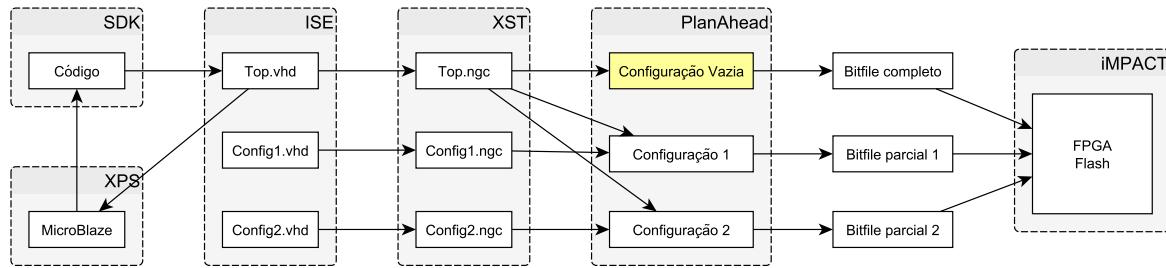 SDK
ISE
XST
PlanAhead
Código
Top.vhd
Top.ngc
Configuração Vazia
Bitfile completo
iMPACT
Config1.vhd
Config1.ngc
Configuração 1
Bitfile parcial 1
FPGA
Flash
XPS
MicroBlaze
Config2.vhd
Config2.ngc
Configuração 2
Bitfile parcial 2